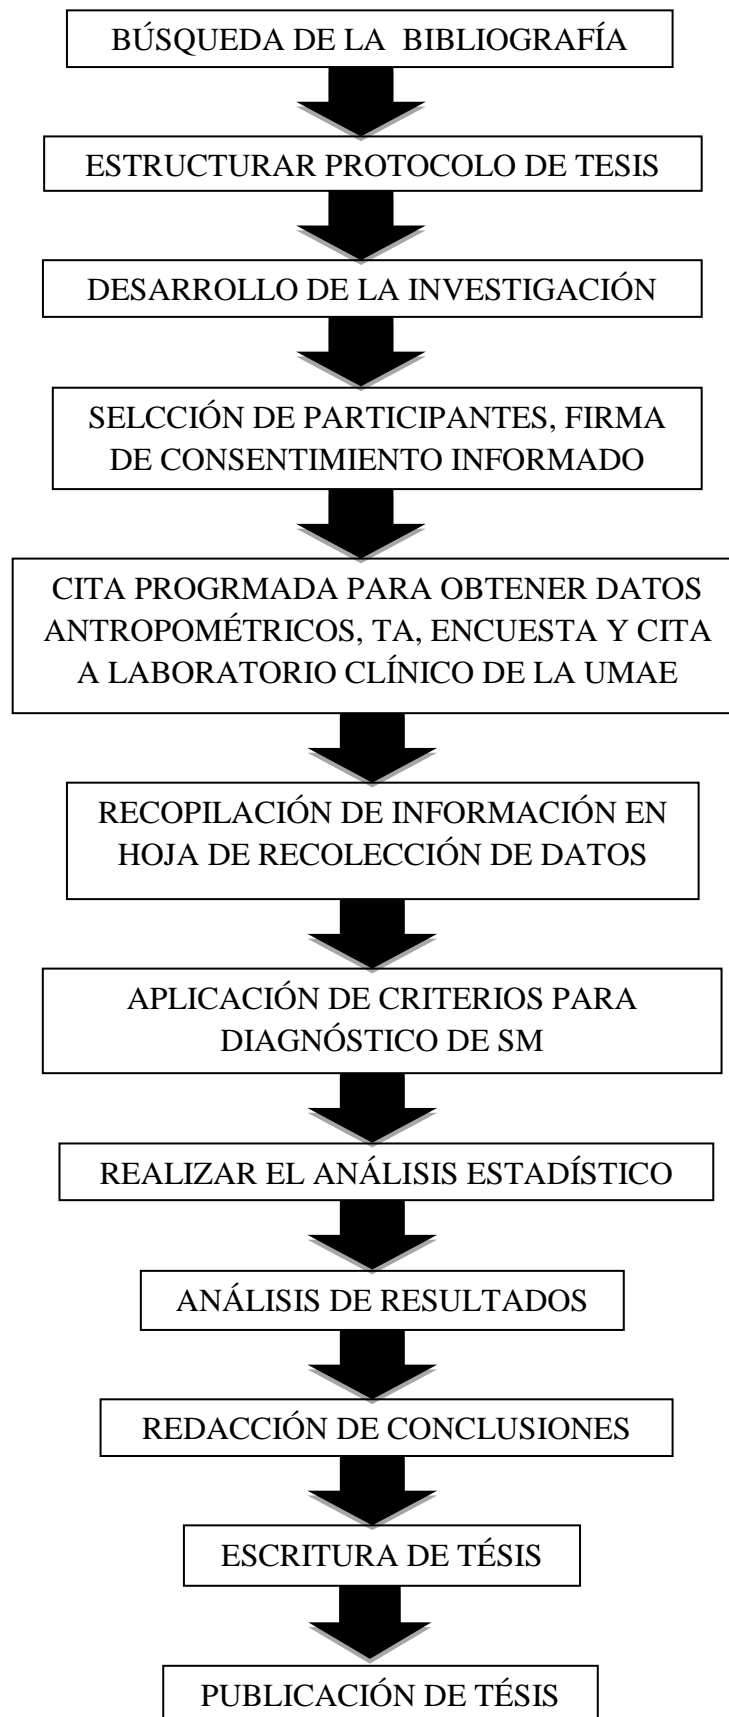 BÚSQUEDA DE LA BIBLIOGRAFÍA
ESTRUCTURAR PROTOCOLO DE TESIS
DESARROLLO DE LA INVESTIGACIÓN
SELCCIÓN DE PARTICIPANTES, FIRMA
DE CONSENTIMIENTO INFORMADO
CITA PROGRMADA PARA OBTENER DATOS
ANTROPOMÉTRICOS, TA, ENCUESTA Y CITA
A LABORATORIO CLÍNICO DE LA UMAE
RECOPILACIÓN DE INFORMACIÓN EN
HOJA DE RECOLECCIÓN DE DATOS
APLICACIÓN DE CRITERIOS PARA
DIAGNÓSTICO DE SM
REALIZAR EL ANÁLISIS ESTADÍSTICO
ANÁLISIS DE RESULTADOS
REDACCIÓN DE CONCLUSIONES
ESCRITURA DE TÉSIS
PUBLICACIÓN DE TÉSIS